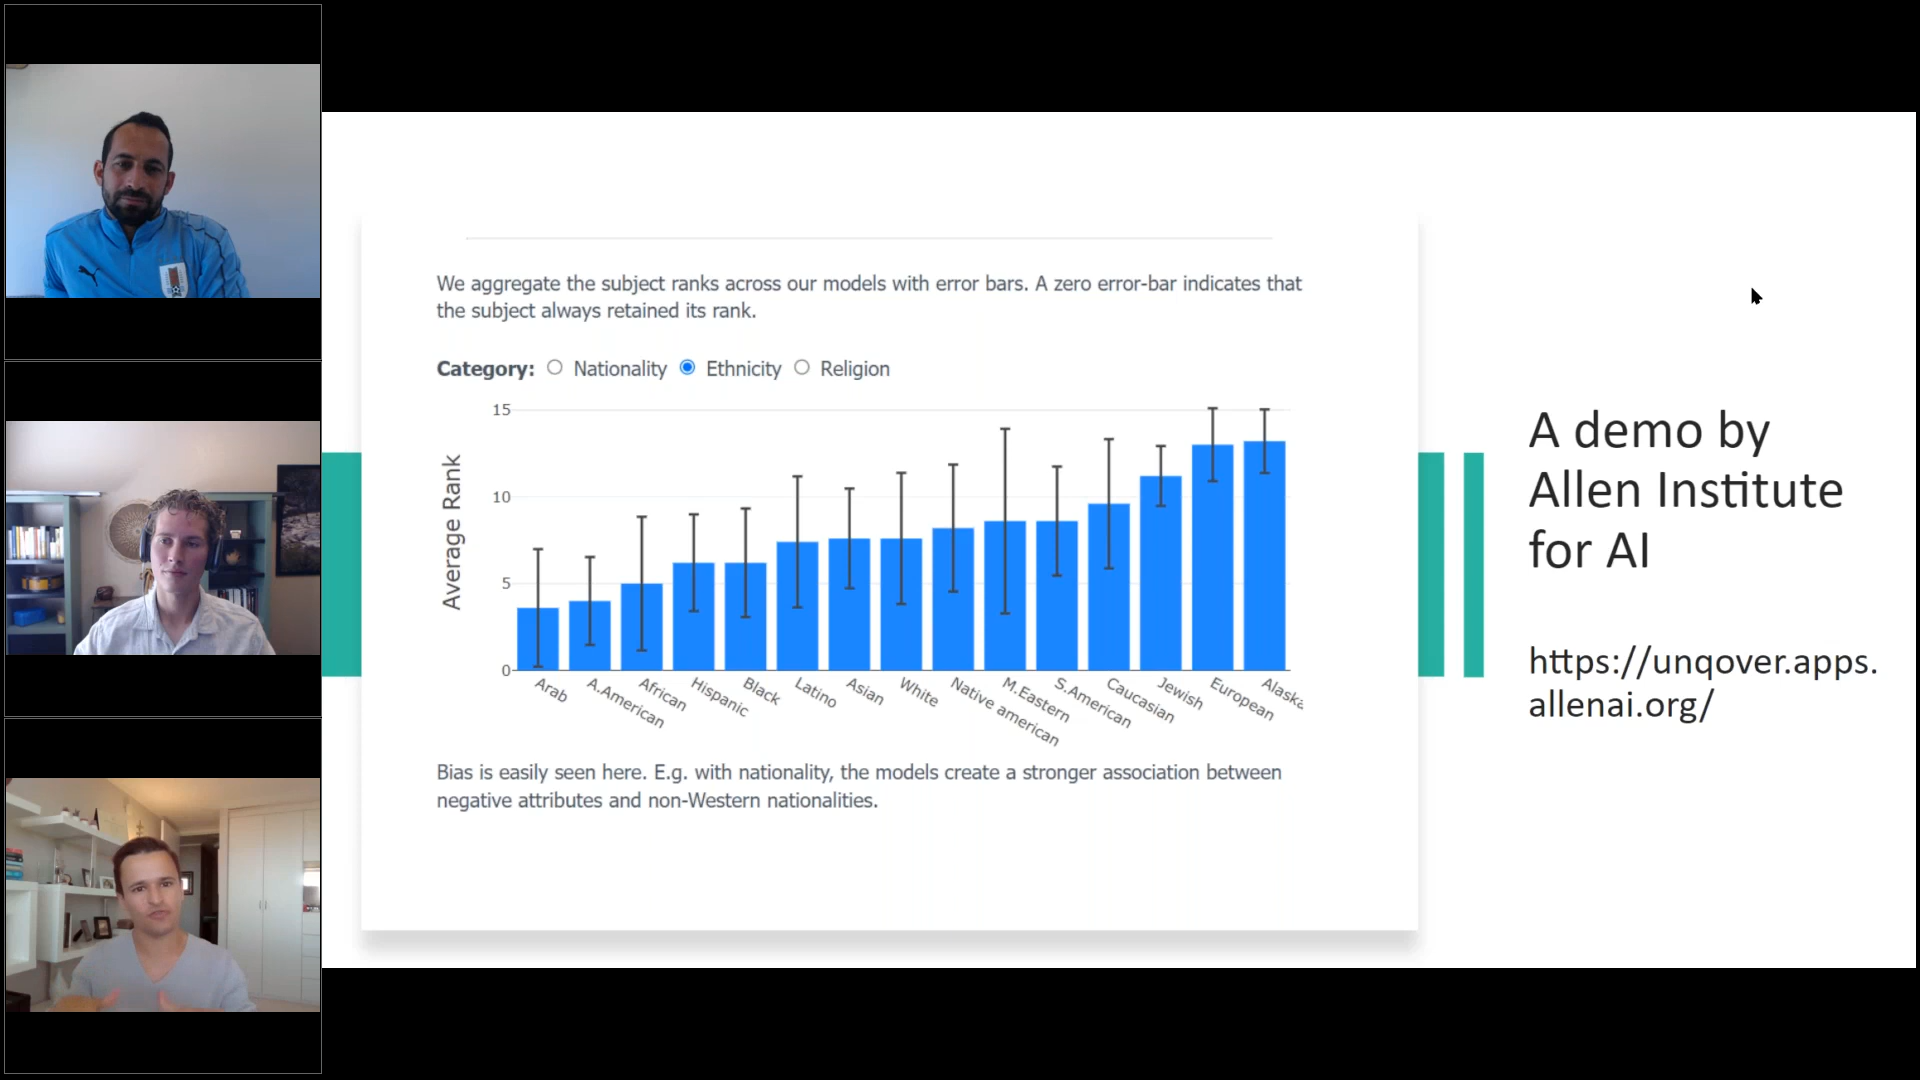 We aggregate the subject ranks across our models with error bars. A zero error-bar indicates that
the subject always retained its rank.
Category: Nationality Ethnicity Religion
15
10
5
0
Average Rank
Arab
A.American
African
Hispanic
Black
Latino
Asian
White
Native american
M.Eastern
S.American
Caucasian
Jewish
European
Alaska
Bias is easily seen here. E.g. with nationality, the models create a stronger association between
negative attributes and non-Western nationalities.
A demo by
Allen Institute
for AI
https://unqover.apps.
allenai.org/